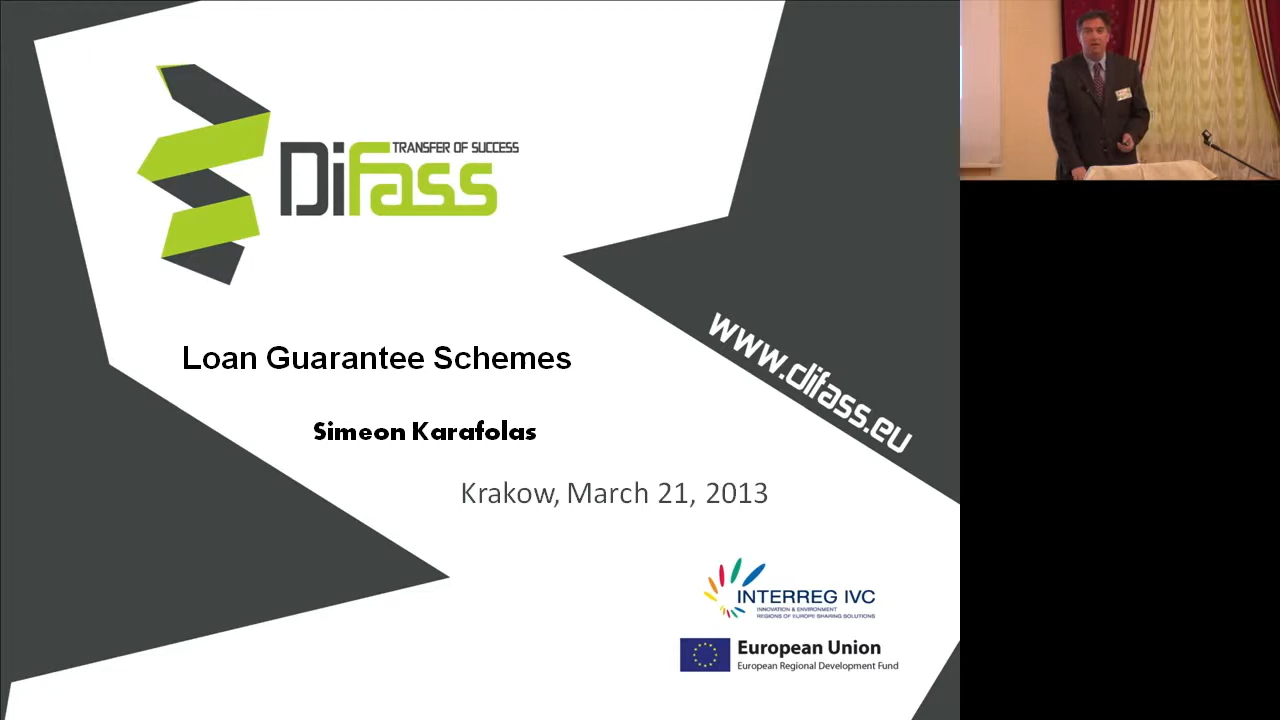 TRANSFER OF SUCCESS
Difass
www.difass.eu
Loan Guarantee Schemes
Simeon Karafolas
Krakow, March 21, 2013
INTERREG IVC
INNOVATION & ENVIRONMENT
REGIONS OF EUROPE SHARING SOLUTIONS
European Union
European Regional Development Fund